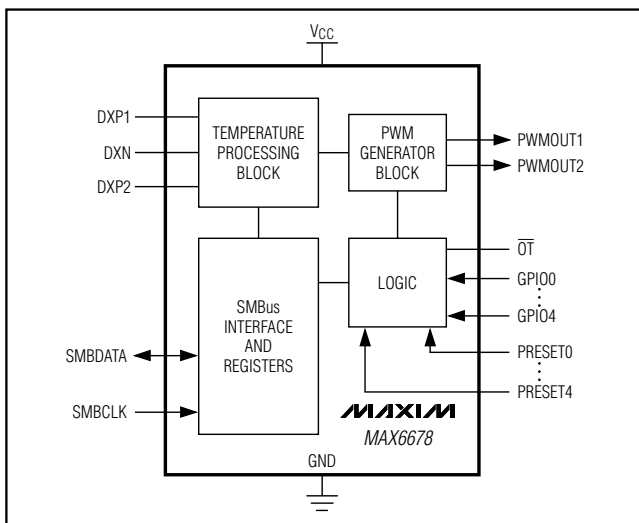 VCC
DXP1
DXN
DXP2
TEMPERATURE
PROCESSING
BLOCK
PWM
GENERATOR
BLOCK
PWMOUT1
PWMOUT2
SMBus
INTERFACE
AND
REGISTERS
LOGIC
OT
GPIO0
GPIO4
PRESET0
PRESET4
SMBDATA
SMBCLK
MAXIM
MAX6678
GND